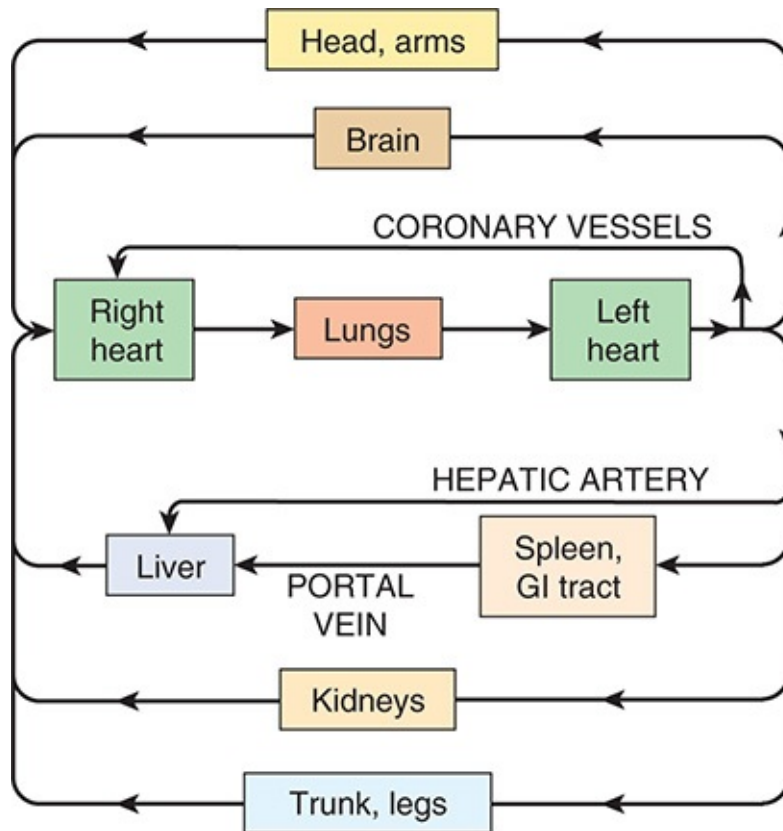 Head, arms
Brain
CORONARY VESSELS
Right
heart
Lungs
Left
heart
HEPATIC ARTERY
Liver
PORTAL
VEIN
Spleen,
GI tract
Kidneys
Trunk, legs